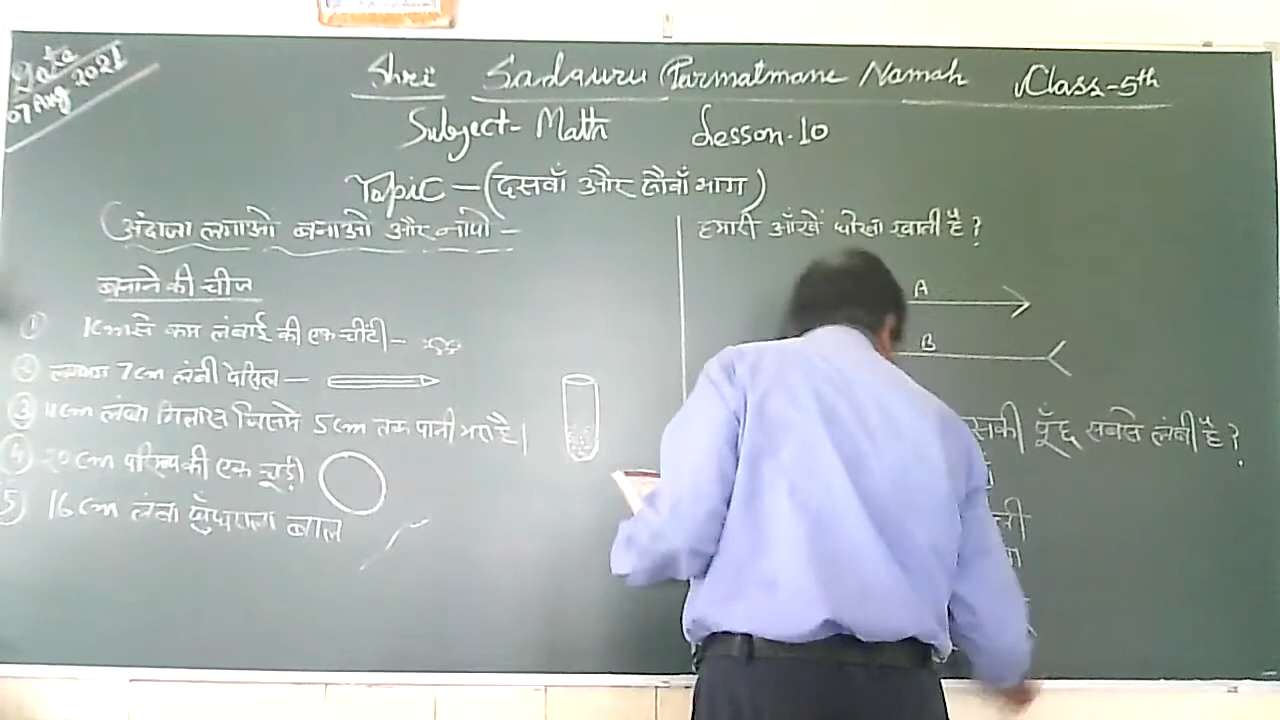 Date
07 Aug 2021
Shri Sadguru Parmatmane Namah Class-5th
Subject- Math Lesson-10
Topic-(दसवाँ और सौवाँ भाग)
अंदाजा लगाओ बनाओ और नापो-
बनाने की चीज
① 1cm से कम लंबाई की एक चींटी-
② लगभग 7cm लंबी पेंसिल-
③ 11cm लंबा गिलास जिसमे 5cm तक पानी भरा है।
④ 20cm परिमाप की एक चूड़ी
⑤ 16cm लंबा घुँघराला बाल
हमारी आँखें धोखा खाती है?
A
B
सकी पूँछ सबसे लंबी है?
ली